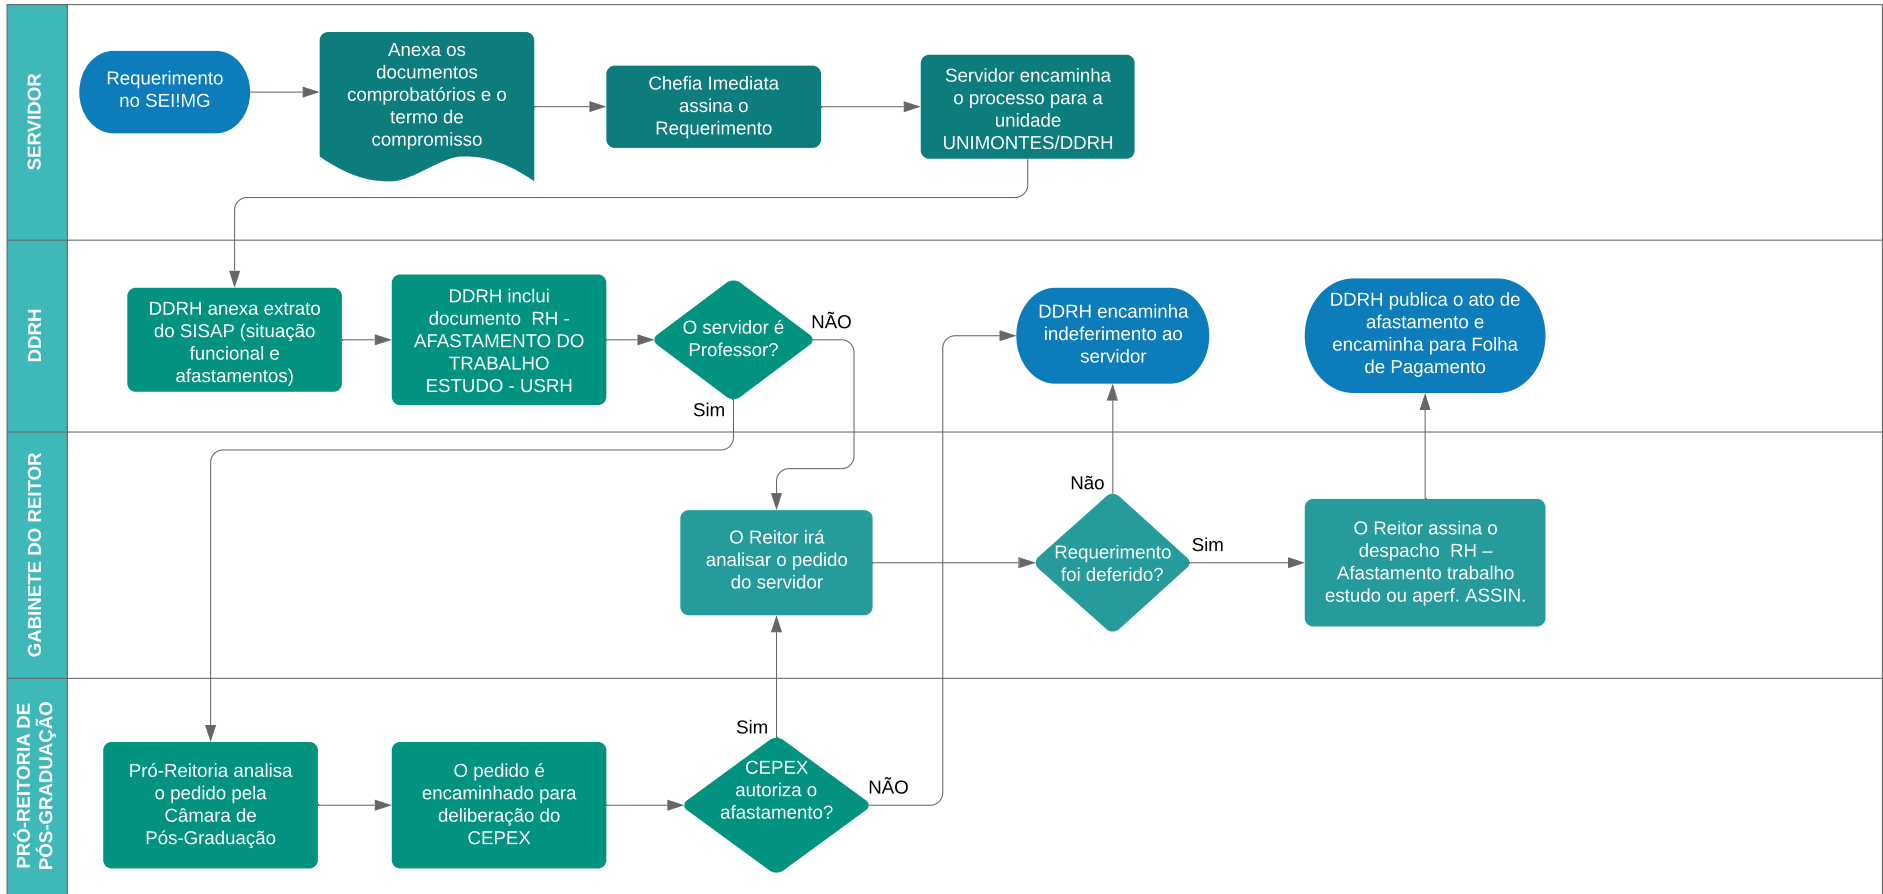 SERVIDOR
Requerimento
no SEI!MG
Anexa os
documentos
comprobatórios e o
termo de
compromisso
Chefia Imediata
assina o
Requerimento
Servidor encaminha
o processo para a
unidade
UNIMONTES/DDRH
DDRH
DDRH anexa extrato
do SISAP (situação
funcional e
afastamentos)
DDRH inclui
documento RH -
AFASTAMENTO DO
TRABALHO
ESTUDO - USRH
O servidor é
Professor?
NÃO
Sim
DDRH encaminha
indeferimento ao
servidor
DDRH publica o ato de
afastamento e
encaminha para Folha
de Pagamento
GABINETE DO REITOR
O Reitor irá
analisar o pedido
do servidor
Não
Requerimento
foi deferido?
Sim
O Reitor assina o
despacho RH –
Afastamento trabalho
estudo ou aperf. ASSIN.
PRÓ-REITORIA DE
PÓS-GRADUAÇÃO
Pró-Reitoria analisa
o pedido pela
Câmara de
Pós-Graduação
O pedido é
encaminhado para
deliberação do
CEPEX
Sim
CEPEX
autoriza o
afastamento?
NÃO